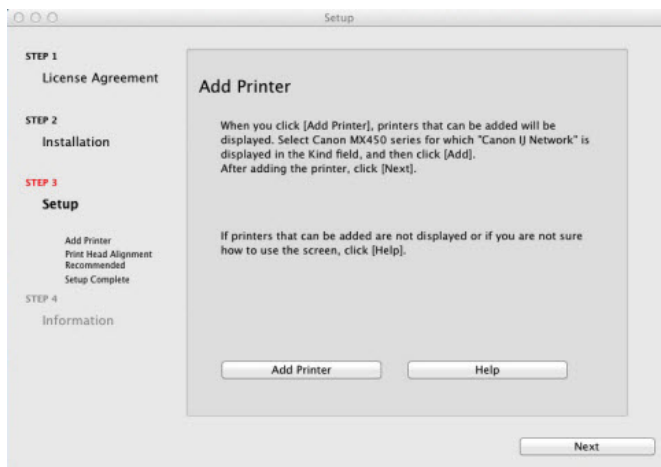 Setup
STEP 1
License Agreement
STEP 2
Installation
STEP 3
Setup
Add Printer
Print Head Alignment
Recommended
Setup Complete
STEP 4
Information
Add Printer
When you click [Add Printer], printers that can be added will be
displayed. Select Canon MX450 series for which "Canon IJ Network" is
displayed in the Kind field, and then click [Add].
After adding the printer, click [Next].
If printers that can be added are not displayed or if you are not sure
how to use the screen, click [Help].
Add Printer
Help
Next